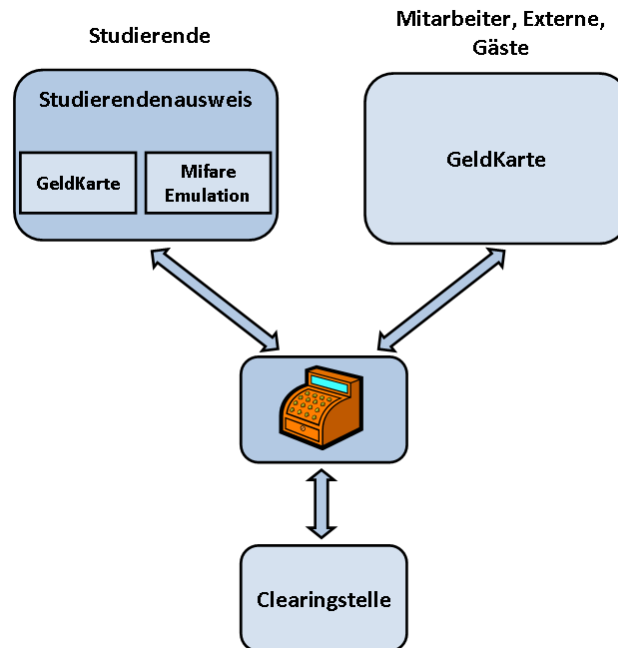 Studierende
Mitarbeiter, Externe,
Gäste
Studierendenausweis
GeldKarte
Mifare
Emulation
GeldKarte
Clearingstelle